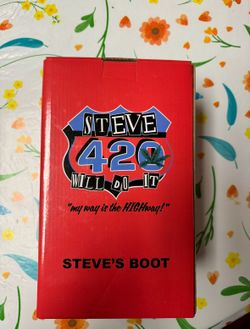 STEVE
420
WILL DO IT
"my way is the HIGHway!"
STEVE'S BOOT